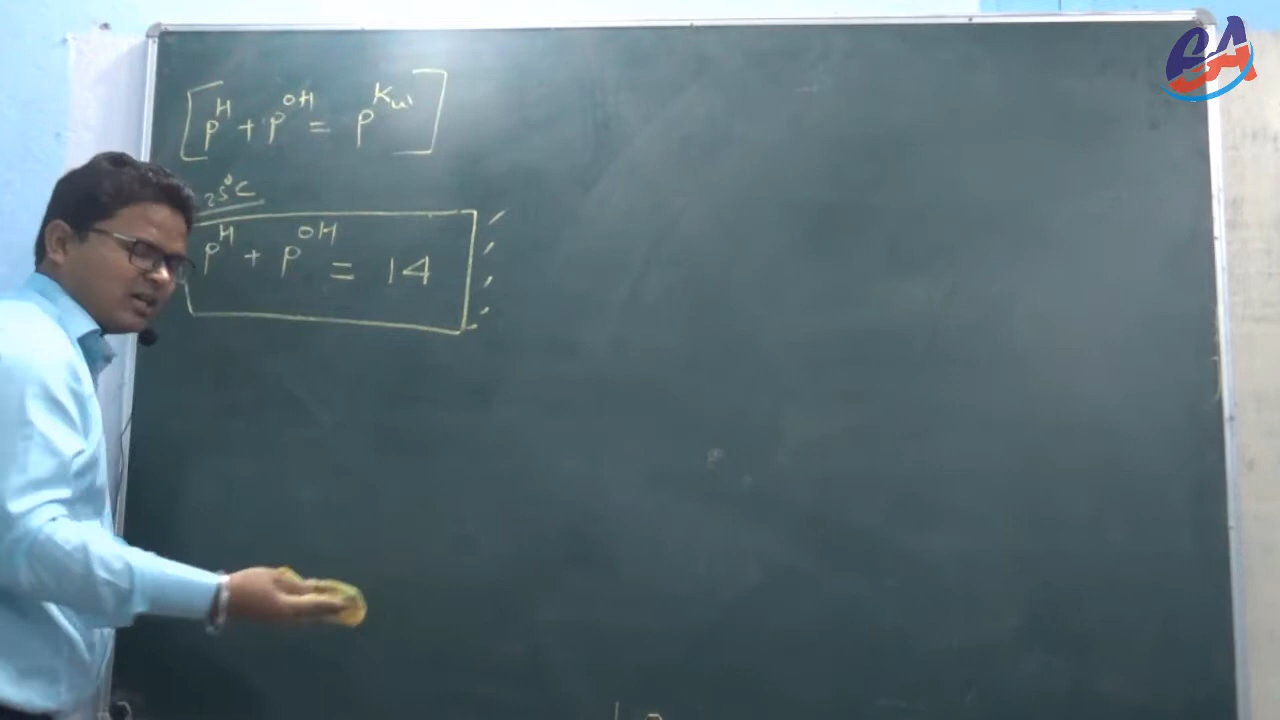 [pH + pOH = pKw]
25°C
pH + pOH = 14